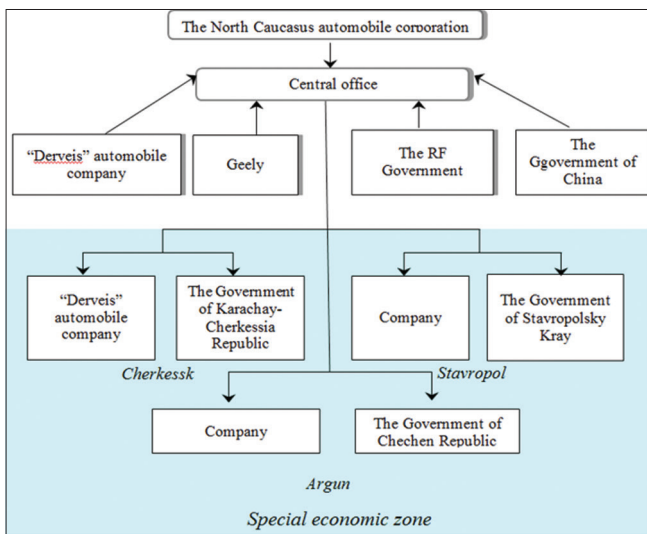 The North Caucasus automobile corporation
Central office
“Derveis” automobile
company
Geely
The RF
Government
The
Ggovernment of
China
“Derveis”
automobile
company
The Government
of Karachay-
Cherkessia
Republic
Company
The Government
of Stavropolsky
Kray
Cherkessk
Stavropol
Company
The Government of
Chechen Republic
Argun
Special economic zone